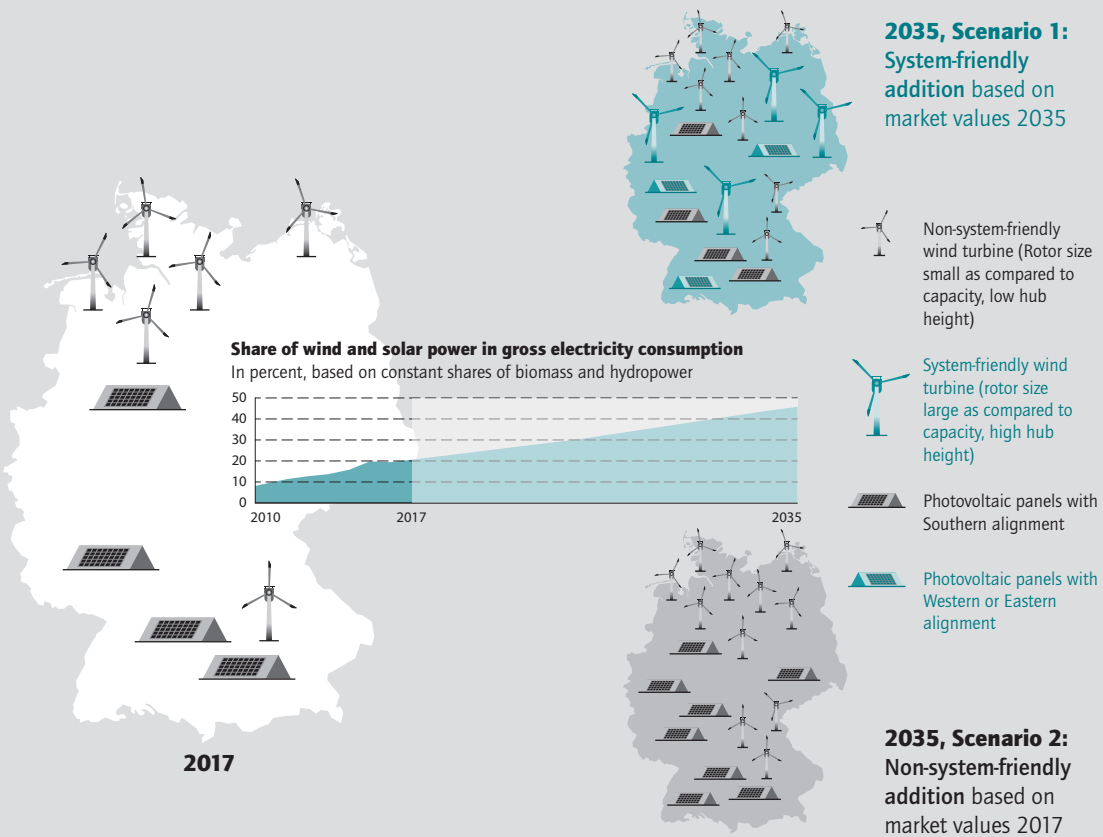 2035, Scenario 1:
System-friendly
addition based on
market values 2035
Non-system-friendly
wind turbine (Rotor size
small as compared to
capacity, low hub
height)
Share of wind and solar power in gross electricity consumption
In percent, based on constant shares of biomass and hydropower
50
40
30
20
10
0
2010
2017
2035
System-friendly wind
turbine (rotor size
large as compared to
capacity, high hub
height)
Photovoltaic panels with
Southern alignment
Photovoltaic panels with
Western or Eastern
alignment
2017
2035, Scenario 2:
Non-system-friendly
addition based on
market values 2017